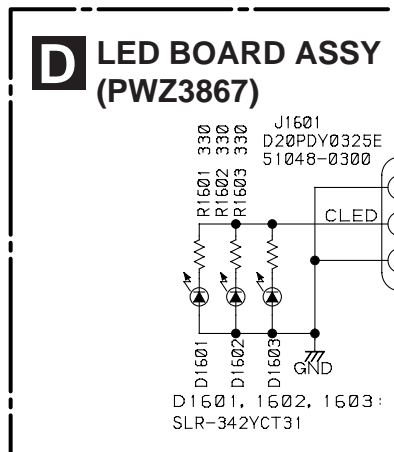 D LED BOARD ASSY
(PWZ3867)
J1601
D20PDY0325E
51048-0300
R1601 330
R1602 330
R1603 330
CLED
D1601
D1602
D1603
GND
D1601, 1602, 1603 :
SLR-342YCT31